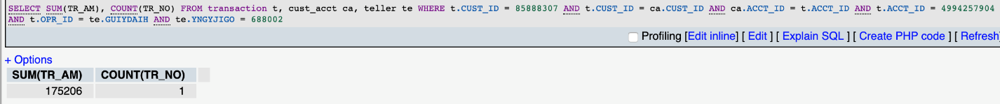 SELECT SUM(TR_AM), COUNT(TR_NO) FROM transaction t, cust_acct ca, teller te WHERE t.CUST_ID = 85888307 AND t.CUST_ID = ca.CUST_ID AND ca.ACCT_ID = t.ACCT_ID AND t.ACCT_ID = 4994257904
AND t.OPR_ID = te.GUIYDAIH AND te.YNGYJIGO = 688002
Profiling [Edit inline] [ Edit ] [ Explain SQL ] [ Create PHP code ] [ Refresh]
+ Options
SUM(TR_AM) COUNT(TR_NO)
175206 1